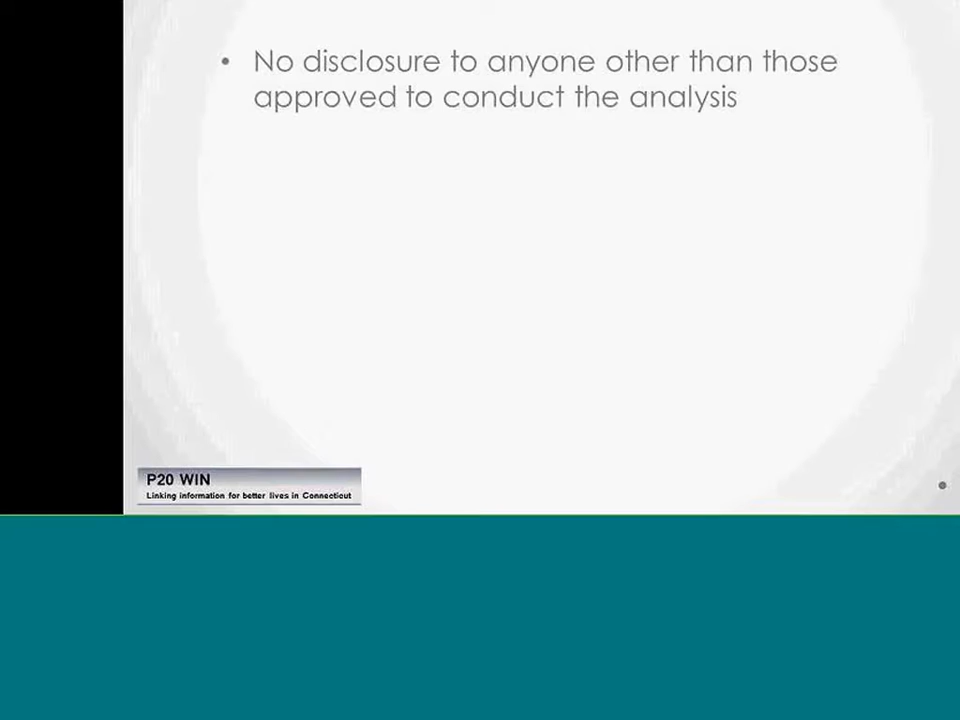 • No disclosure to anyone other than those
approved to conduct the analysis
P20 WIN
Linking information for better lives in Connecticut